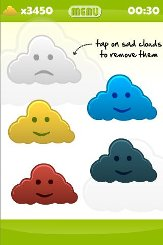 x3450 MENU 00:30
tap on sad clouds
to remove them